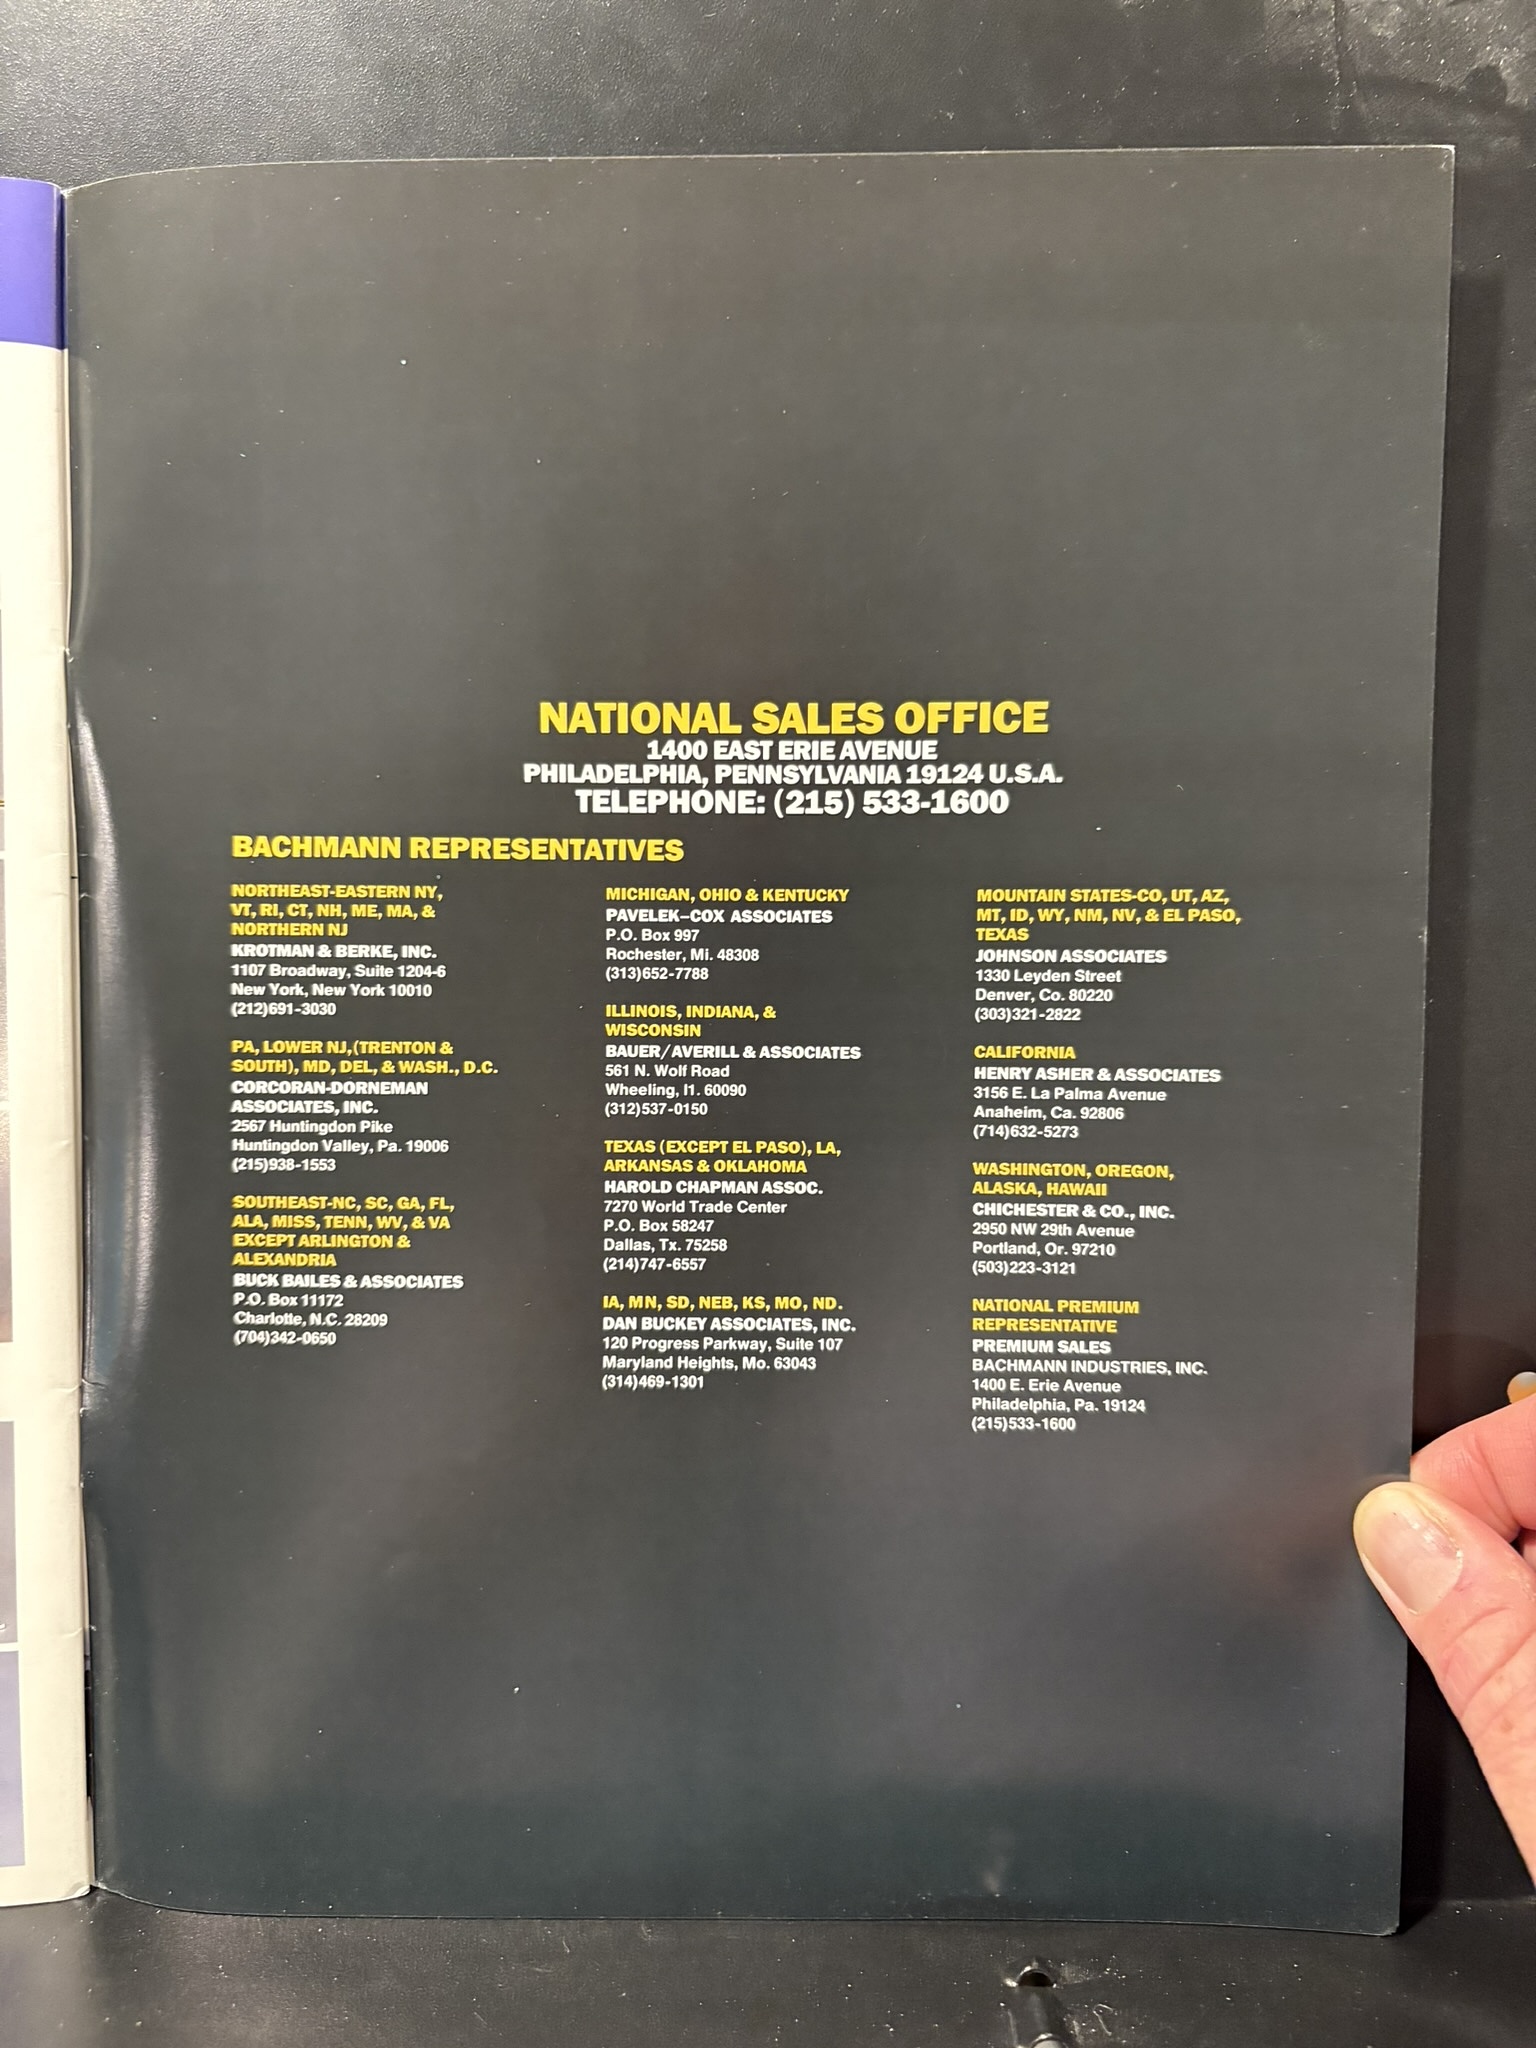 NATIONAL SALES OFFICE
1400 EAST ERIE AVENUE
PHILADELPHIA, PENNSYLVANIA 19124 U.S.A.
TELEPHONE: (215) 533-1600
BACHMANN REPRESENTATIVES
NORTHEAST-EASTERN NY,
VT, RI, CT, NH, ME, MA, &
NORTHERN NJ
KROTMAN & BERKE, INC.
1107 Broadway, Suite 1204-6
New York, New York 10010
(212)691-3030
PA, LOWER NJ,(TRENTON &
SOUTH), MD, DEL, & WASH., D.C.
CORCORAN-DORNEMAN
ASSOCIATES, INC.
2567 Huntingdon Pike
Huntingdon Valley, Pa. 19006
(215)938-1553
SOUTHEAST-NC, SC, GA, FL,
ALA, MISS, TENN, WV, & VA
EXCEPT ARLINGTON &
ALEXANDRIA
BUCK BAILES & ASSOCIATES
P.O. Box 11172
Charlotte, N.C. 28209
(704)342-0650
MICHIGAN, OHIO & KENTUCKY
PAVELEK–COX ASSOCIATES
P.O. Box 997
Rochester, Mi. 48308
(313)652-7788
ILLINOIS, INDIANA, &
WISCONSIN
BAUER/AVERILL & ASSOCIATES
561 N. Wolf Road
Wheeling, I1. 60090
(312)537-0150
TEXAS (EXCEPT EL PASO), LA,
ARKANSAS & OKLAHOMA
HAROLD CHAPMAN ASSOC.
7270 World Trade Center
P.O. Box 58247
Dallas, Tx. 75258
(214)747-6557
IA, MN, SD, NEB, KS, MO, ND.
DAN BUCKEY ASSOCIATES, INC.
120 Progress Parkway, Suite 107
Maryland Heights, Mo. 63043
(314)469-1301
MOUNTAIN STATES-CO, UT, AZ,
MT, ID, WY, NM, NV, & EL PASO,
TEXAS
JOHNSON ASSOCIATES
1330 Leyden Street
Denver, Co. 80220
(303)321-2822
CALIFORNIA
HENRY ASHER & ASSOCIATES
3156 E. La Palma Avenue
Anaheim, Ca. 92806
(714)632-5273
WASHINGTON, OREGON,
ALASKA, HAWAII
CHICHESTER & CO., INC.
2950 NW 29th Avenue
Portland, Or. 97210
(503)223-3121
NATIONAL PREMIUM
REPRESENTATIVE
PREMIUM SALES
BACHMANN INDUSTRIES, INC.
1400 E. Erie Avenue
Philadelphia, Pa. 19124
(215)533-1600